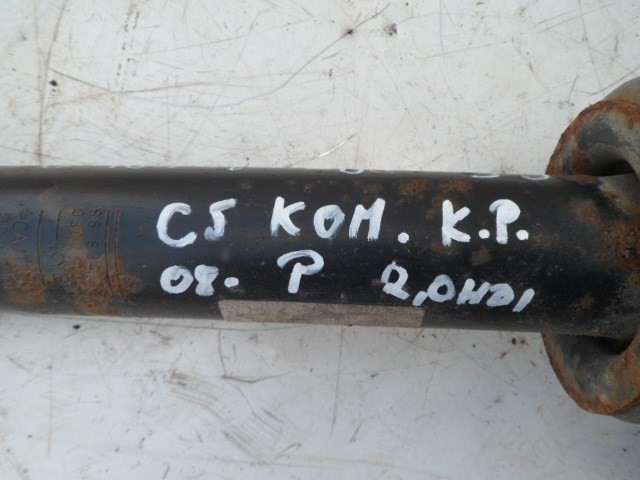 C5 KOM. K.P.
08. P 2,0HDI